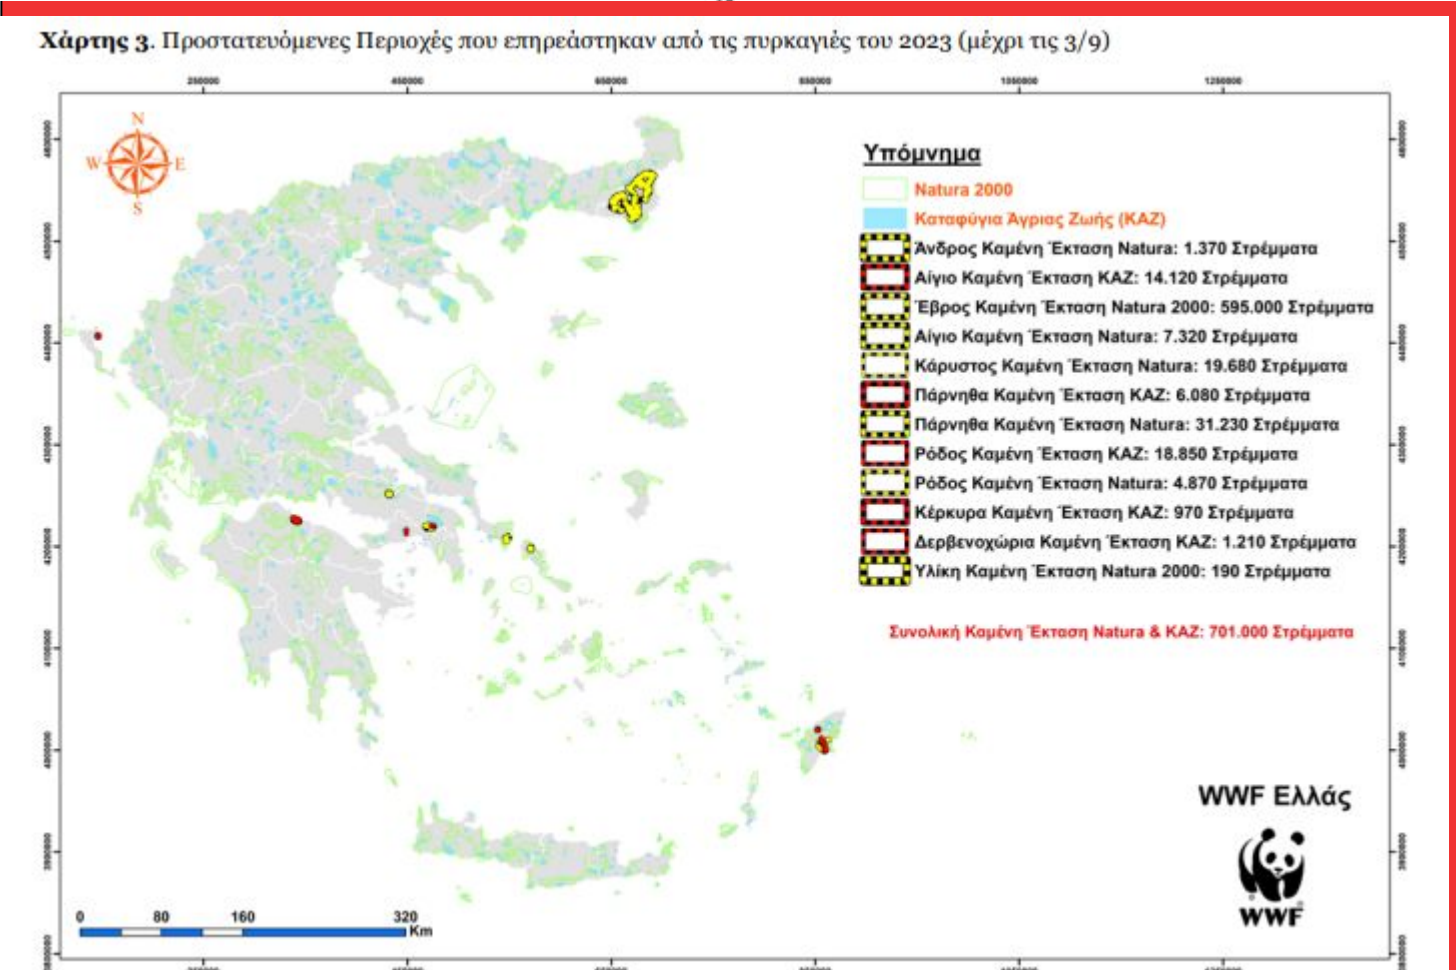 Χάρτης 3. Προστατευόμενες Περιοχές που επηρεάστηκαν από τις πυρκαγιές του 2023 (μέχρι τις 3/9)
250000 450000 650000 850000 1050000 1250000
N
W E
S
Υπόμνημα
Natura 2000
Καταφύγια Άγριας Ζωής (ΚΑΖ)
Άνδρος Καμένη Έκταση Natura: 1.370 Στρέμματα
Αίγιο Καμένη Έκταση ΚΑΖ: 14.120 Στρέμματα
Έβρος Καμένη Έκταση Natura 2000: 595.000 Στρέμματα
Αίγιο Καμένη Έκταση Natura: 7.320 Στρέμματα
Κάρυστος Καμένη Έκταση Natura: 19.680 Στρέμματα
Πάρνηθα Καμένη Έκταση ΚΑΖ: 6.080 Στρέμματα
Πάρνηθα Καμένη Έκταση Natura: 31.230 Στρέμματα
Ρόδος Καμένη Έκταση ΚΑΖ: 18.850 Στρέμματα
Ρόδος Καμένη Έκταση Natura: 4.870 Στρέμματα
Κέρκυρα Καμένη Έκταση ΚΑΖ: 970 Στρέμματα
Δερβενοχώρια Καμένη Έκταση ΚΑΖ: 1.210 Στρέμματα
Υλίκη Καμένη Έκταση Natura 2000: 190 Στρέμματα
Συνολική Καμένη Έκταση Natura & ΚΑΖ: 701.000 Στρέμματα
WWF Ελλάς
WWF
0 80 160 320
Km